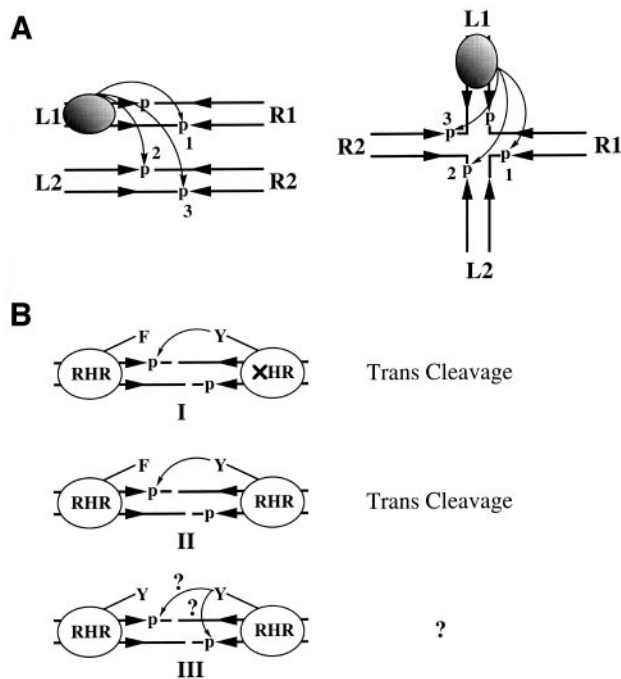 A
L1
L1 p R1
p
1
2
L2 p R2
p
3
3 p p
R2 R1
p p
2 1
L2
B
F Y
RHR p XHR Trans Cleavage
p
I
F Y
RHR p RHR Trans Cleavage
p
II
?
Y ? Y
RHR p RHR ?
p
III